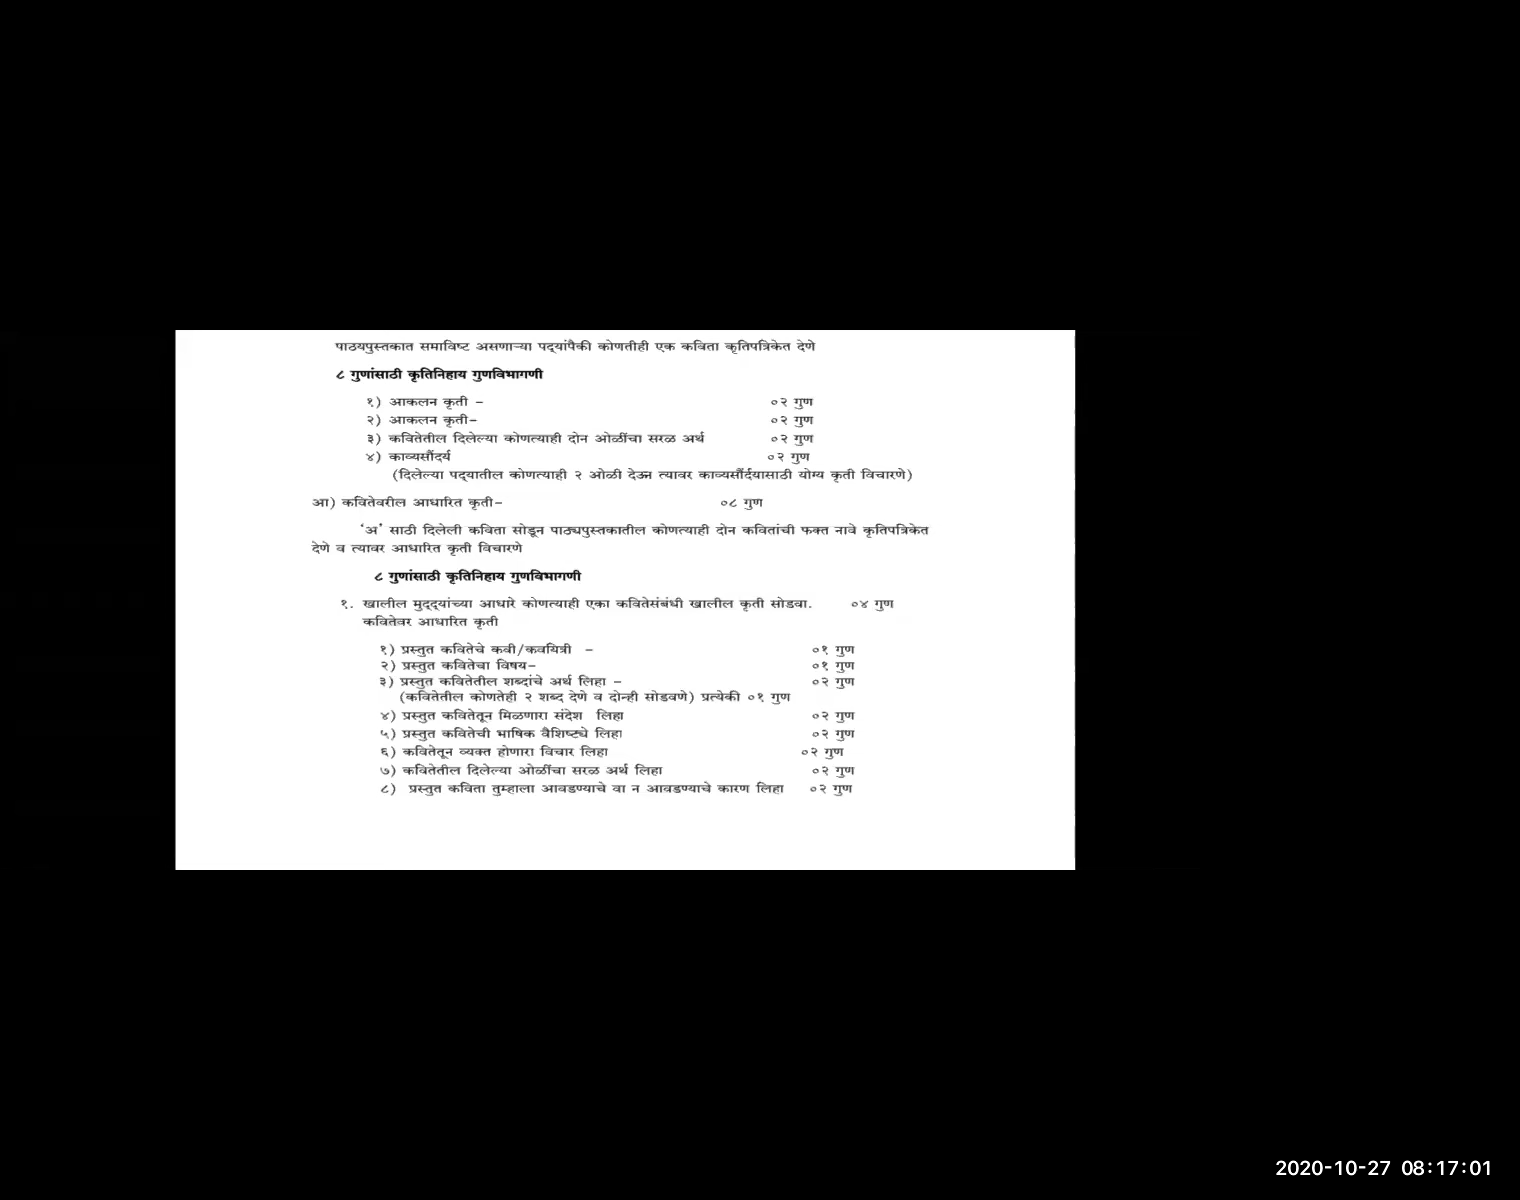 पाठयपुस्तकात समाविष्ट असणाऱ्या पद्यांपैकी कोणतीही एक कविता कृतिपत्रिकेत देणे
८ गुणांसाठी कृतिनिहाय गुणविभागणी
१) आकलन कृती – ०२ गुण
२) आकलन कृती– ०२ गुण
३) कवितेतील दिलेल्या कोणत्याही दोन ओळींचा सरळ अर्थ ०२ गुण
४) काव्यसौंदर्य ०२ गुण
(दिलेल्या पद्यातील कोणत्याही २ ओळी देऊन त्यावर काव्यसौंर्दयासाठी योग्य कृती विचारणे)
आ) कवितेवरील आधारित कृती– ०८ गुण
‘अ’ साठी दिलेली कविता सोडून पाठ्यपुस्तकातील कोणत्याही दोन कवितांची फक्त नावे कृतिपत्रिकेत
देणे व त्यावर आधारित कृती विचारणे
८ गुणांसाठी कृतिनिहाय गुणविभागणी
१. खालील मुद्द्यांच्या आधारे कोणत्याही एका कवितेसंबंधी खालील कृती सोडवा. ०४ गुण
कवितेवर आधारित कृती
१) प्रस्तुत कवितेचे कवी/कवयित्री – ०१ गुण
२) प्रस्तुत कवितेचा विषय– ०१ गुण
३) प्रस्तुत कवितेतील शब्दांचे अर्थ लिहा – ०२ गुण
(कवितेतील कोणतेही २ शब्द देणे व दोन्ही सोडवणे) प्रत्येकी ०१ गुण
४) प्रस्तुत कवितेतून मिळणारा संदेश लिहा ०२ गुण
५) प्रस्तुत कवितेची भाषिक वैशिष्ट्ये लिहा ०२ गुण
६) कवितेतून व्यक्त होणारा विचार लिहा ०२ गुण
७) कवितेतील दिलेल्या ओळींचा सरळ अर्थ लिहा ०२ गुण
८) प्रस्तुत कविता तुम्हाला आवडण्याचे वा न आवडण्याचे कारण लिहा ०२ गुण
2020-10-27 08:17:01